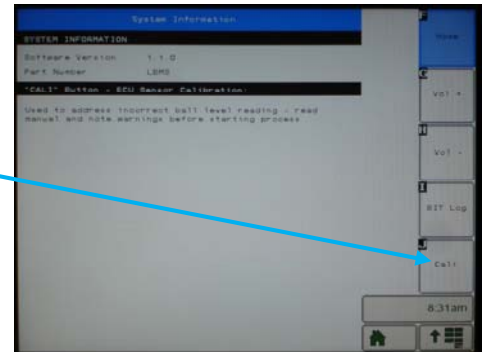 System Information
SYSTEM INFORMATION
Software Version 1.1.0
Part Number LBMS
"CALI" Button - ECU Sensor Calibration:
Used to address incorrect ball level reading - read
manual and note warnings before starting process
Home
Vol +
Vol -
BIT Log
Cali
8:31am